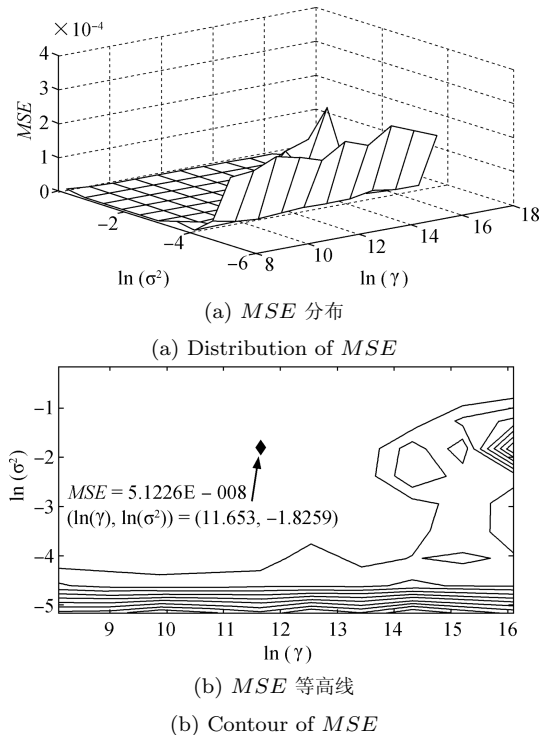 ×10⁻⁴
4
3
2
1
0
MSE
−2
−4
−6
8
10
12
14
16
18
ln (σ²)
ln (γ)
(a) MSE 分布
(a) Distribution of MSE
−1
−2
−3
−4
−5
ln (σ²)
MSE = 5.1226E − 008
(ln(γ), ln(σ²)) = (11.653, −1.8259)
9 10 11 12 13 14 15 16
ln (γ)
(b) MSE 等高线
(b) Contour of MSE